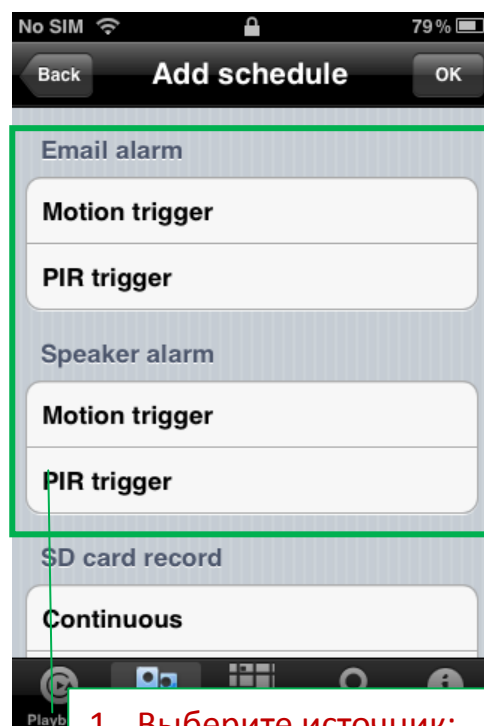 No SIM 79%
Back Add schedule OK
Email alarm
Motion trigger
PIR trigger
Speaker alarm
Motion trigger
PIR trigger
SD card record
Continuous
1. Выберите источник: